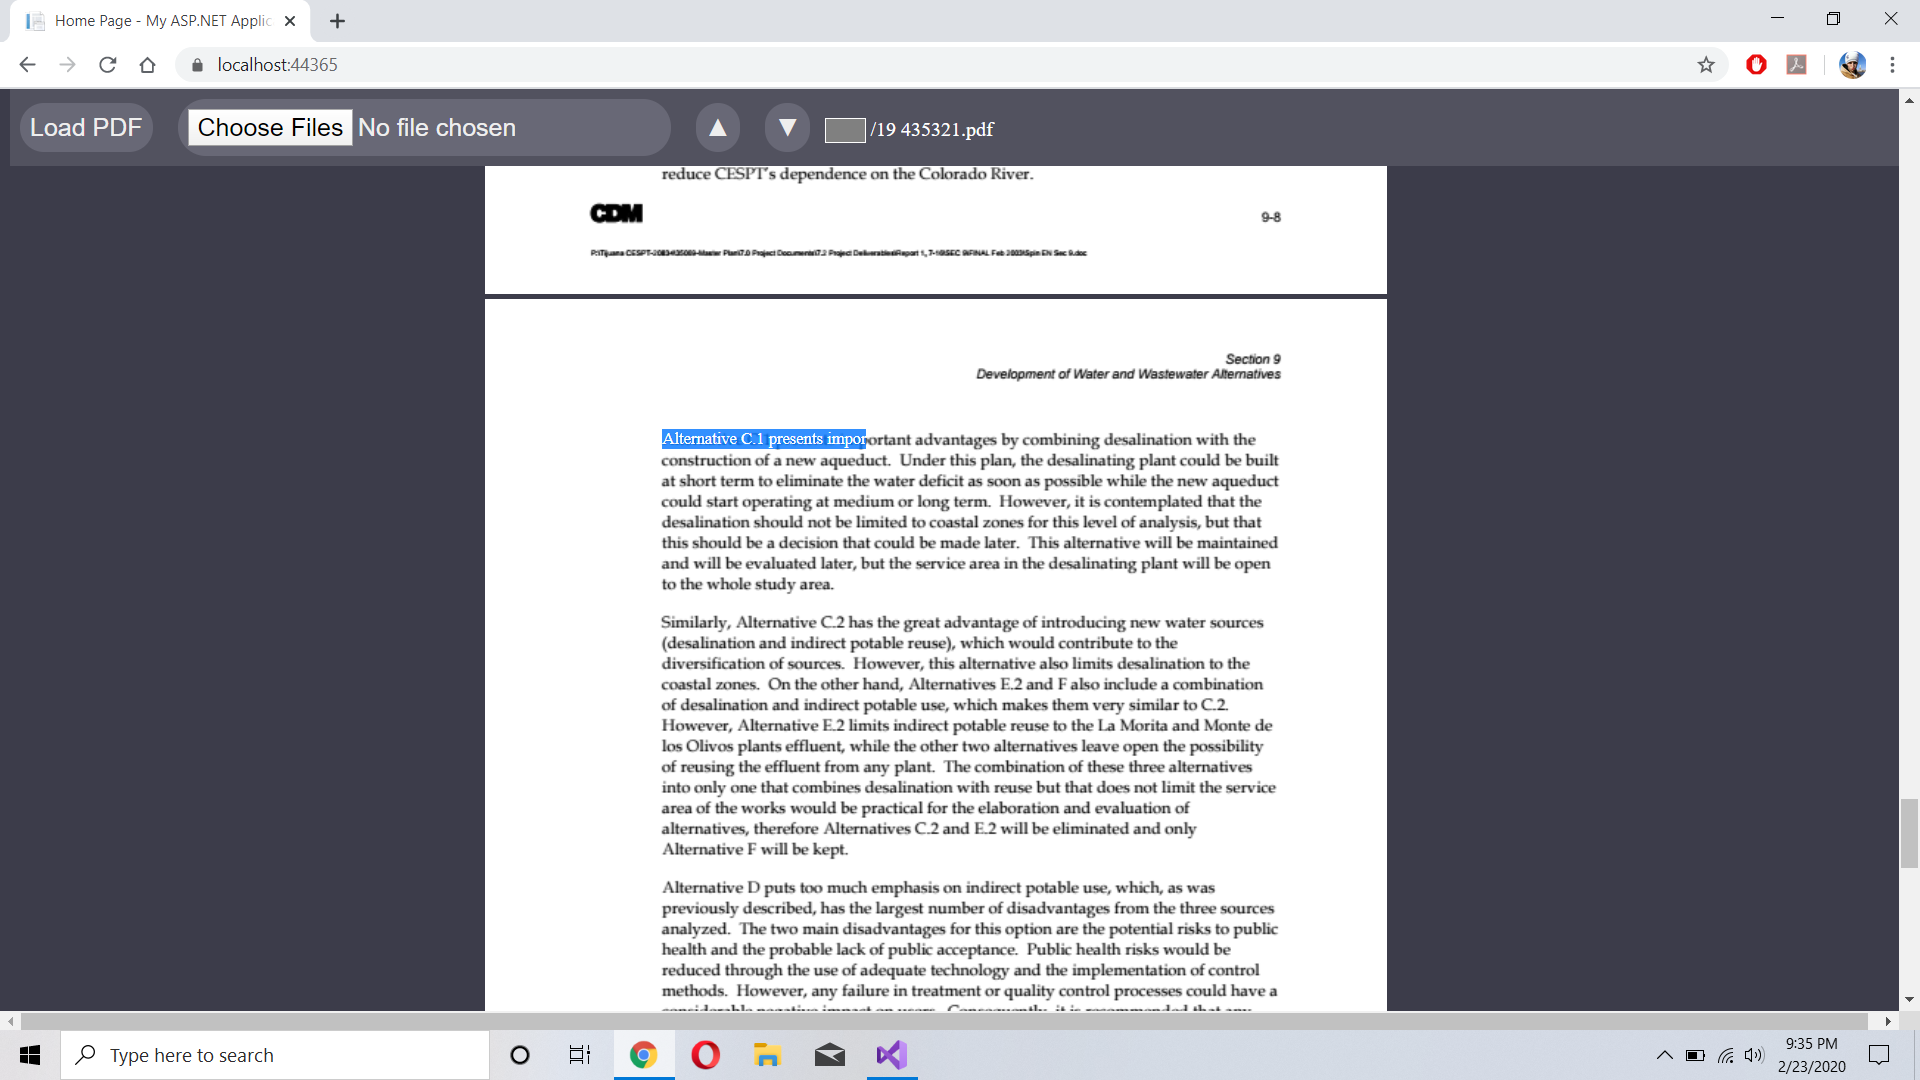 Home Page - My ASP.NET Applic
localhost:44365
Load PDF
Choose Files No file chosen
▲ ▼ /19 435321.pdf
reduce CESPT's dependence on the Colorado River.
CDM
9-8
Section 9
Development of Water and Wastewater Alternatives
Alternative C.1 presents importortant advantages by combining desalination with the
construction of a new aqueduct. Under this plan, the desalinating plant could be built
at short term to eliminate the water deficit as soon as possible while the new aqueduct
could start operating at medium or long term. However, it is contemplated that the
desalination should not be limited to coastal zones for this level of analysis, but that
this should be a decision that could be made later. This alternative will be maintained
and will be evaluated later, but the service area in the desalinating plant will be open
to the whole study area.
Similarly, Alternative C.2 has the great advantage of introducing new water sources
(desalination and indirect potable reuse), which would contribute to the
diversification of sources. However, this alternative also limits desalination to the
coastal zones. On the other hand, Alternatives E.2 and F also include a combination
of desalination and indirect potable use, which makes them very similar to C.2.
However, Alternative E.2 limits indirect potable reuse to the La Morita and Monte de
los Olivos plants effluent, while the other two alternatives leave open the possibility
of reusing the effluent from any plant. The combination of these three alternatives
into only one that combines desalination with reuse but that does not limit the service
area of the works would be practical for the elaboration and evaluation of
alternatives, therefore Alternatives C.2 and E.2 will be eliminated and only
Alternative F will be kept.
Alternative D puts too much emphasis on indirect potable use, which, as was
previously described, has the largest number of disadvantages from the three sources
analyzed. The two main disadvantages for this option are the potential risks to public
health and the probable lack of public acceptance. Public health risks would be
reduced through the use of adequate technology and the implementation of control
methods. However, any failure in treatment or quality control processes could have a
Type here to search
9:35 PM
2/23/2020